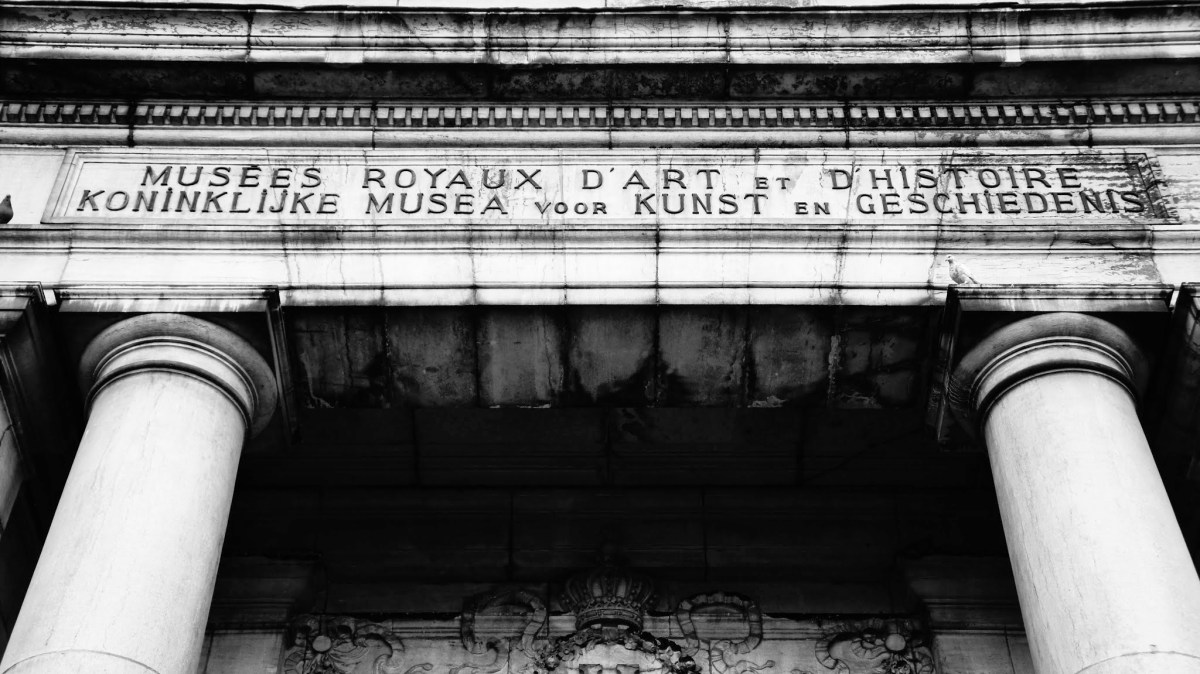 MUSÉES ROYAUX D'ART ET D'HISTOIRE
KONINKLIJKE MUSEA VOOR KUNST EN GESCHIEDENIS